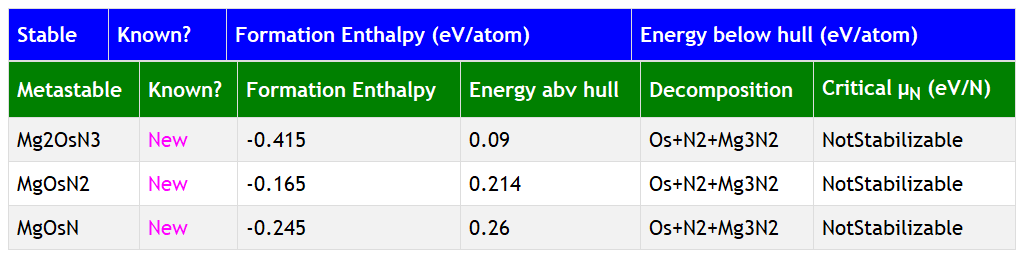 Stable Known? Formation Enthalpy (eV/atom) Energy below hull (eV/atom)
Metastable Known? Formation Enthalpy Energy abv hull Decomposition Critical μN (eV/N)
Mg2OsN3 New -0.415 0.09 Os+N2+Mg3N2 NotStabilizable
MgOsN2 New -0.165 0.214 Os+N2+Mg3N2 NotStabilizable
MgOsN New -0.245 0.26 Os+N2+Mg3N2 NotStabilizable